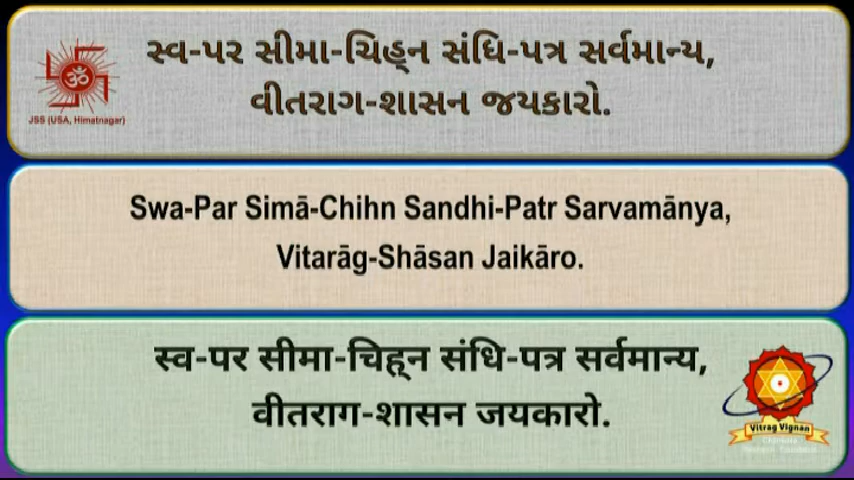 સ્વ-પર સીમા-ચિહ્‌ન સંધિ-પત્ર સર્વમાન્ય,
વીતરાગ-શાસન જયકારો.
ॐ
JSS (USA, Himatnagar)
Swa-Par Simā-Chihn Sandhi-Patr Sarvamānya,
Vitarāg-Shāsan Jaikāro.
स्व-पर सीमा-चिह्‌न संधि-पत्र सर्वमान्य,
वीतराग-शासन जयकारो.
Vitrag Vignan